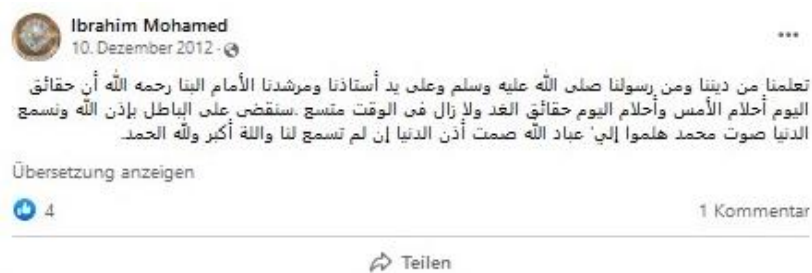 Ibrahim Mohamed
10. Dezember 2012 ·
تعلمنا من ديننا ومن رسولنا صلى الله عليه وسلم وعلى يد أستاذنا ومرشدنا الأمام البنا رحمه الله أن حقائق
اليوم أحلام الأمس وأحلام اليوم حقائق الغد ولا زال فى الوقت متسع .سنقضى على الباطل بإذن الله ونسمع
الدنيا صوت محمد هلموا إلي' عباد الله صمت أذن الدنيا إن لم تسمع لنا واللة أكبر ولله الحمد.
Übersetzung anzeigen
4
1 Kommentar
Teilen